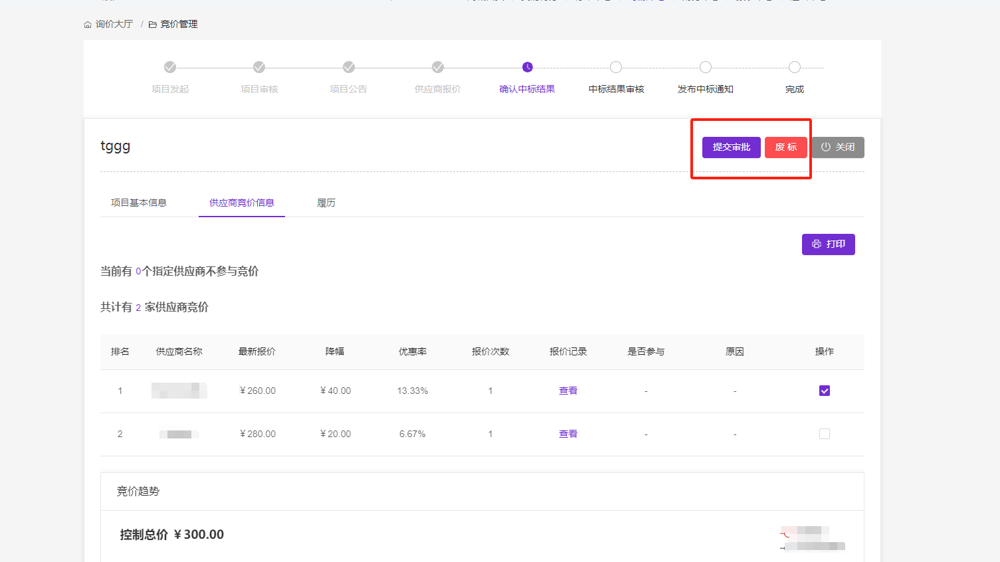 询价大厅 / 竞价管理
项目发起 项目审核 项目公告 供应商报价 确认中标结果 中标结果审核 发布中标通知 完成
tggg 提交审批 废标 关闭
项目基本信息 供应商竞价信息 履历
打印
当前有 0个指定供应商不参与竞价
共计有 2 家供应商竞价
排名 供应商名称 最新报价 降幅 优惠率 报价次数 报价记录 是否参与 原因 操作
1 ¥260.00 ¥40.00 13.33% 1 查看 - -
2 ¥280.00 ¥20.00 6.67% 1 查看 - -
竞价趋势
控制总价 ¥300.00